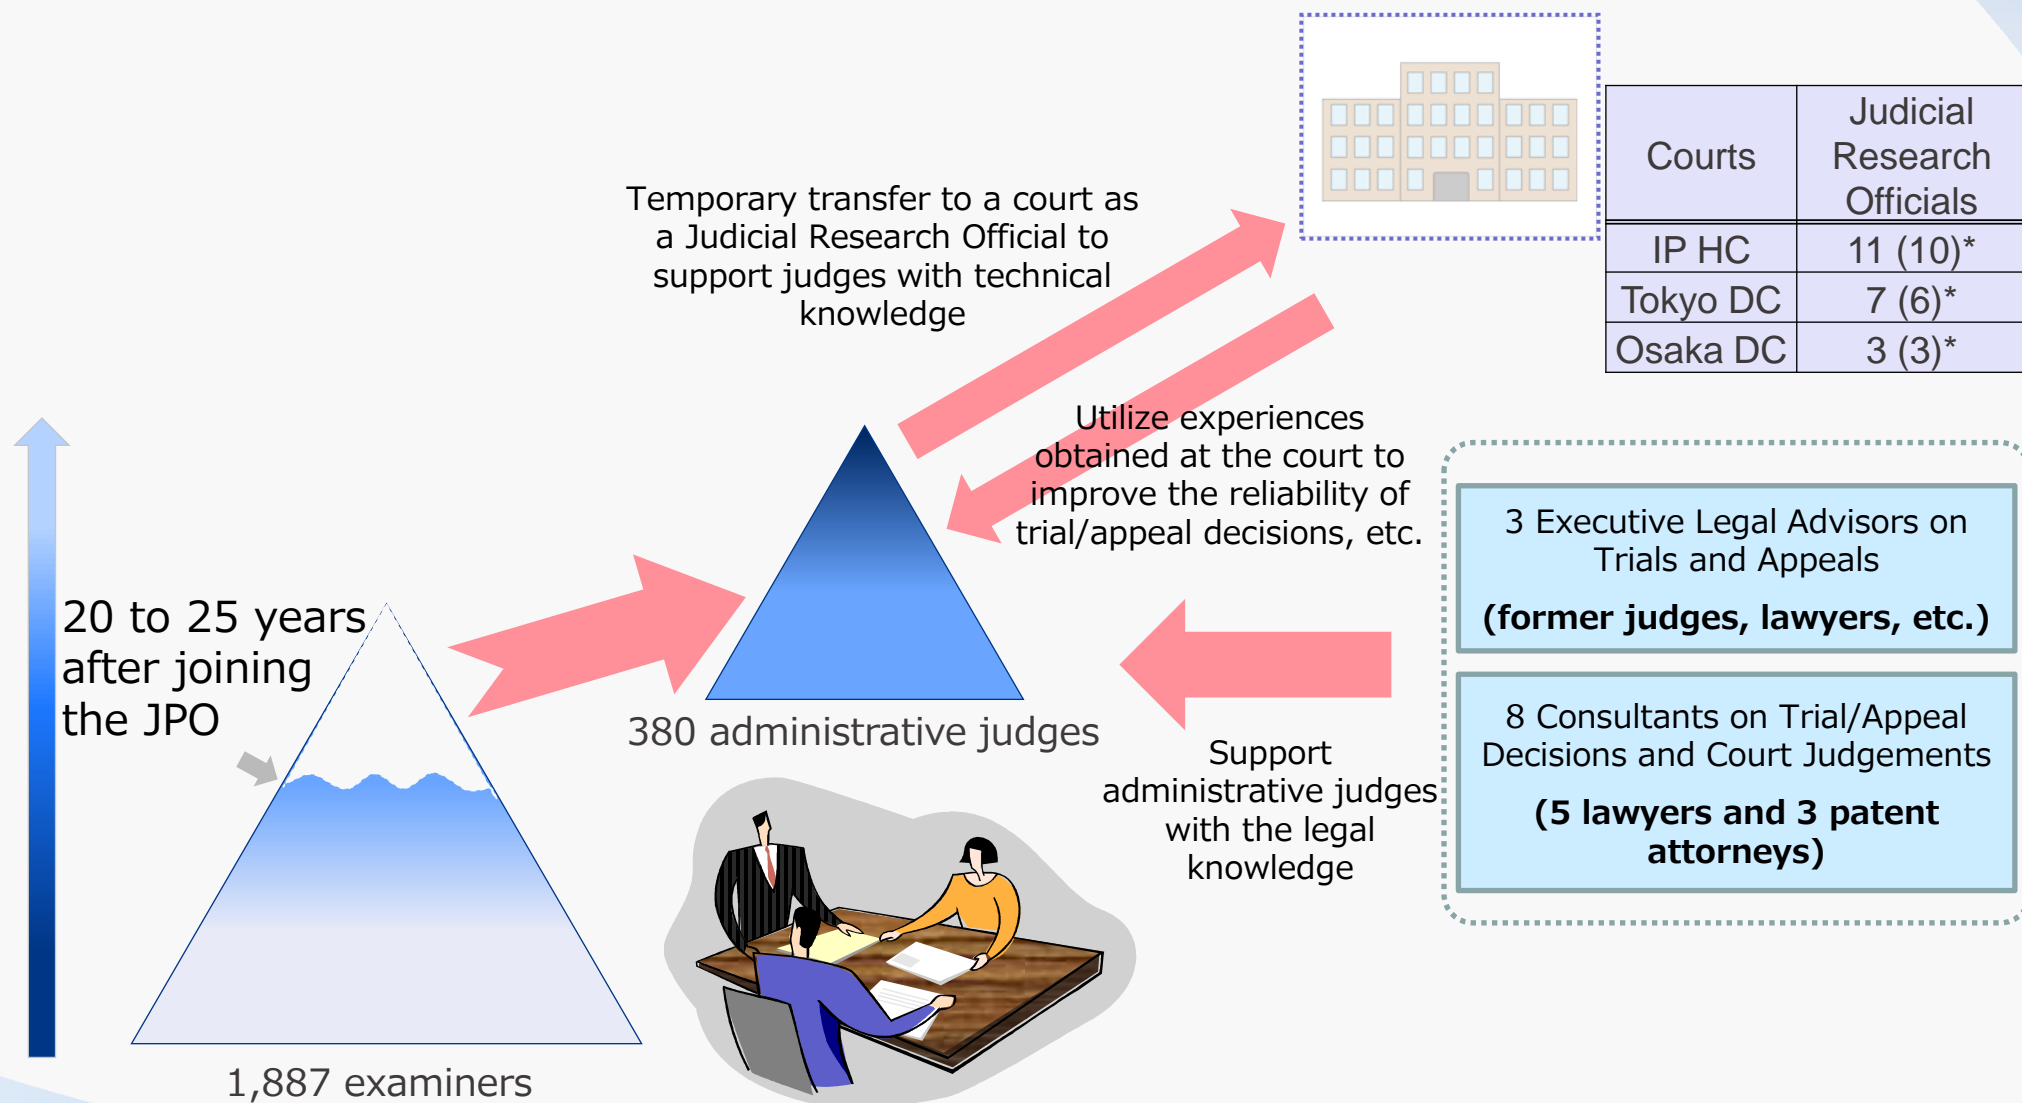 Temporary transfer to a court as
a Judicial Research Official to
support judges with technical
knowledge
Courts
Judicial
Research
Officials
IP HC
11 (10)*
Tokyo DC
7 (6)*
Osaka DC
3 (3)*
Utilize experiences
obtained at the court to
improve the reliability of
trial/appeal decisions, etc.
20 to 25 years
after joining
the JPO
380 administrative judges
1,887 examiners
Support
administrative judges
with the legal
knowledge
3 Executive Legal Advisors on
Trials and Appeals
(former judges, lawyers, etc.)
8 Consultants on Trial/Appeal
Decisions and Court Judgements
(5 lawyers and 3 patent
attorneys)